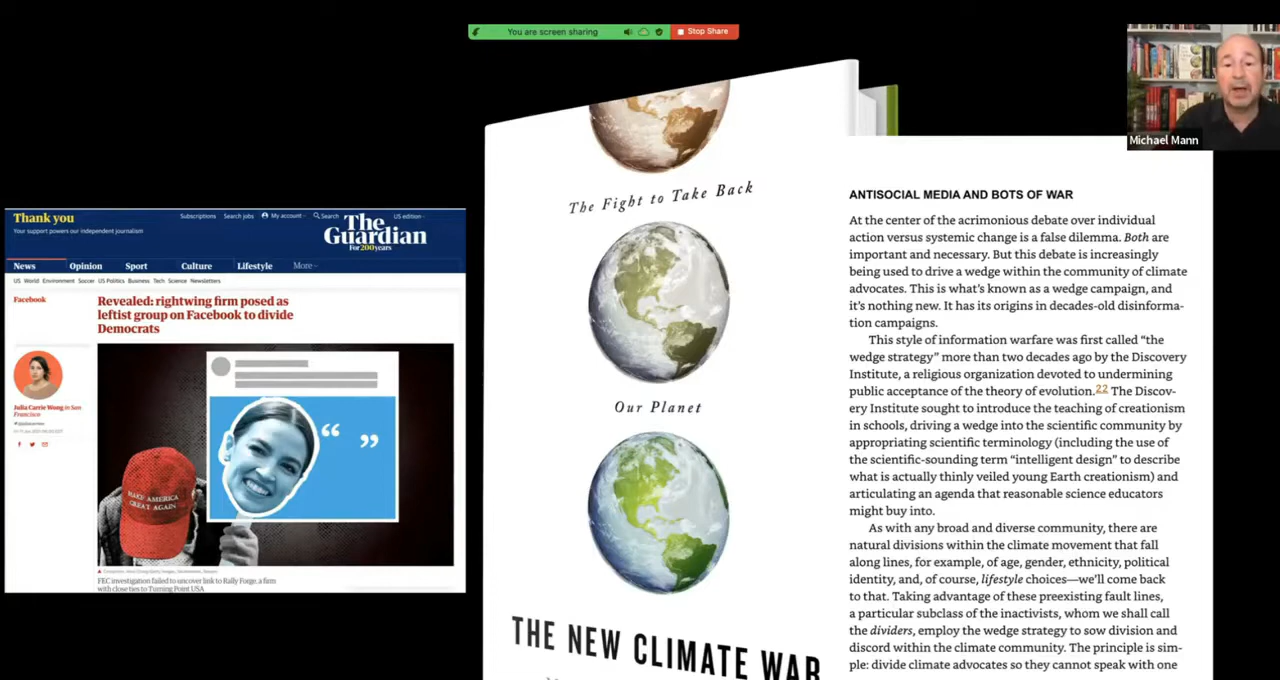 You are screen sharing
Stop Share
Michael Mann
Thank you
Your support powers our independent journalism
Subscriptions
Search jobs
My account
Search
US edition
The
Guardian
For 200 years
News
Opinion
Sport
Culture
Lifestyle
More
US World Environment Soccer US Politics Business Tech Science Newsletters
Facebook
Revealed: rightwing firm posed as
leftist group on Facebook to divide
Democrats
Julia Carrie Wong in San
Francisco
MAKE AMERICA
GREAT AGAIN
“ ”
FEC investigation failed to uncover link to Rally Forge, a firm
with close ties to Turning Point USA
The Fight to Take Back
Our Planet
THE NEW CLIMATE WAR
ANTISOCIAL MEDIA AND BOTS OF WAR
At the center of the acrimonious debate over individual
action versus systemic change is a false dilemma. Both are
important and necessary. But this debate is increasingly
being used to drive a wedge within the community of climate
advocates. This is what’s known as a wedge campaign, and
it’s nothing new. It has its origins in decades-old disinforma-
tion campaigns.
This style of information warfare was first called “the
wedge strategy” more than two decades ago by the Discovery
Institute, a religious organization devoted to undermining
public acceptance of the theory of evolution.22 The Discov-
ery Institute sought to introduce the teaching of creationism
in schools, driving a wedge into the scientific community by
appropriating scientific terminology (including the use of
the scientific-sounding term “intelligent design” to describe
what is actually thinly veiled young Earth creationism) and
articulating an agenda that reasonable science educators
might buy into.
As with any broad and diverse community, there are
natural divisions within the climate movement that fall
along lines, for example, of age, gender, ethnicity, political
identity, and, of course, lifestyle choices—we’ll come back
to that. Taking advantage of these preexisting fault lines,
a particular subclass of the inactivists, whom we shall call
the dividers, employ the wedge strategy to sow division and
discord within the climate community. The principle is sim-
ple: divide climate advocates so they cannot speak with one